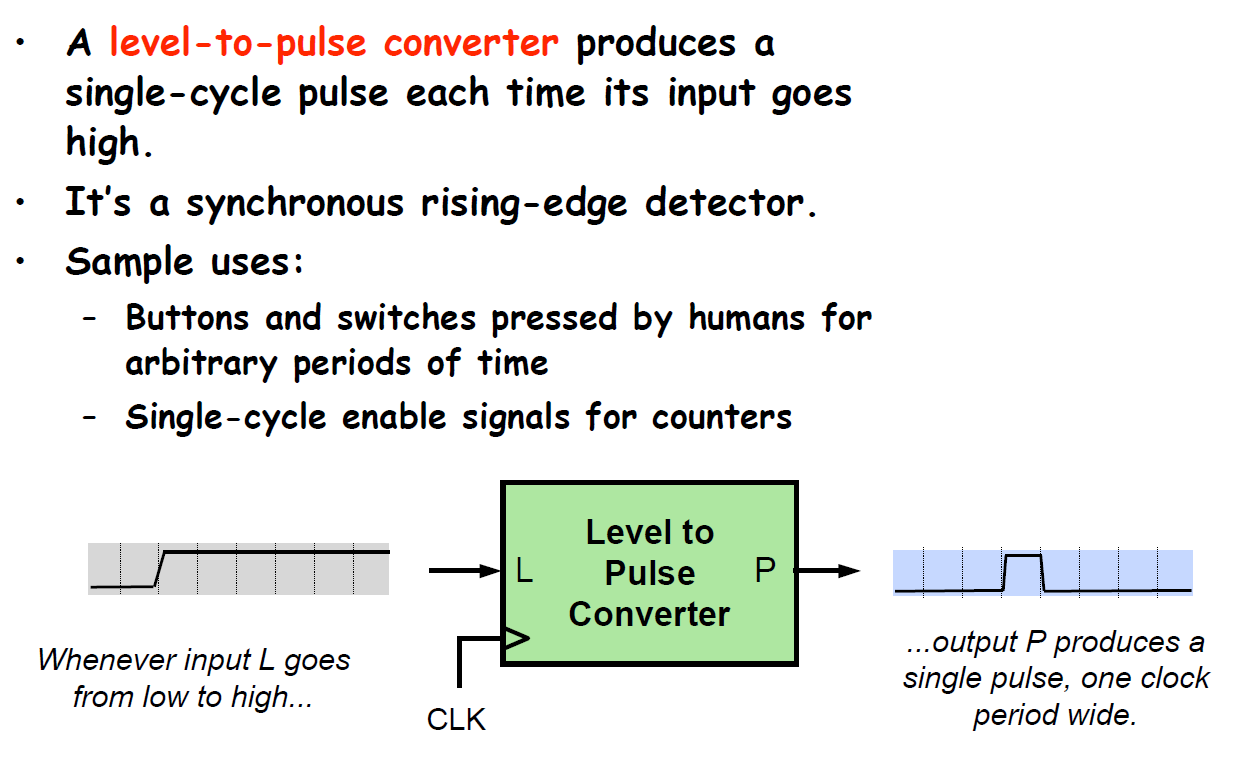 • A level-to-pulse converter produces a
single-cycle pulse each time its input goes
high.
• It's a synchronous rising-edge detector.
• Sample uses:
– Buttons and switches pressed by humans for
arbitrary periods of time
– Single-cycle enable signals for counters
Level to
Pulse
Converter
L
P
CLK
Whenever input L goes
from low to high...
...output P produces a
single pulse, one clock
period wide.